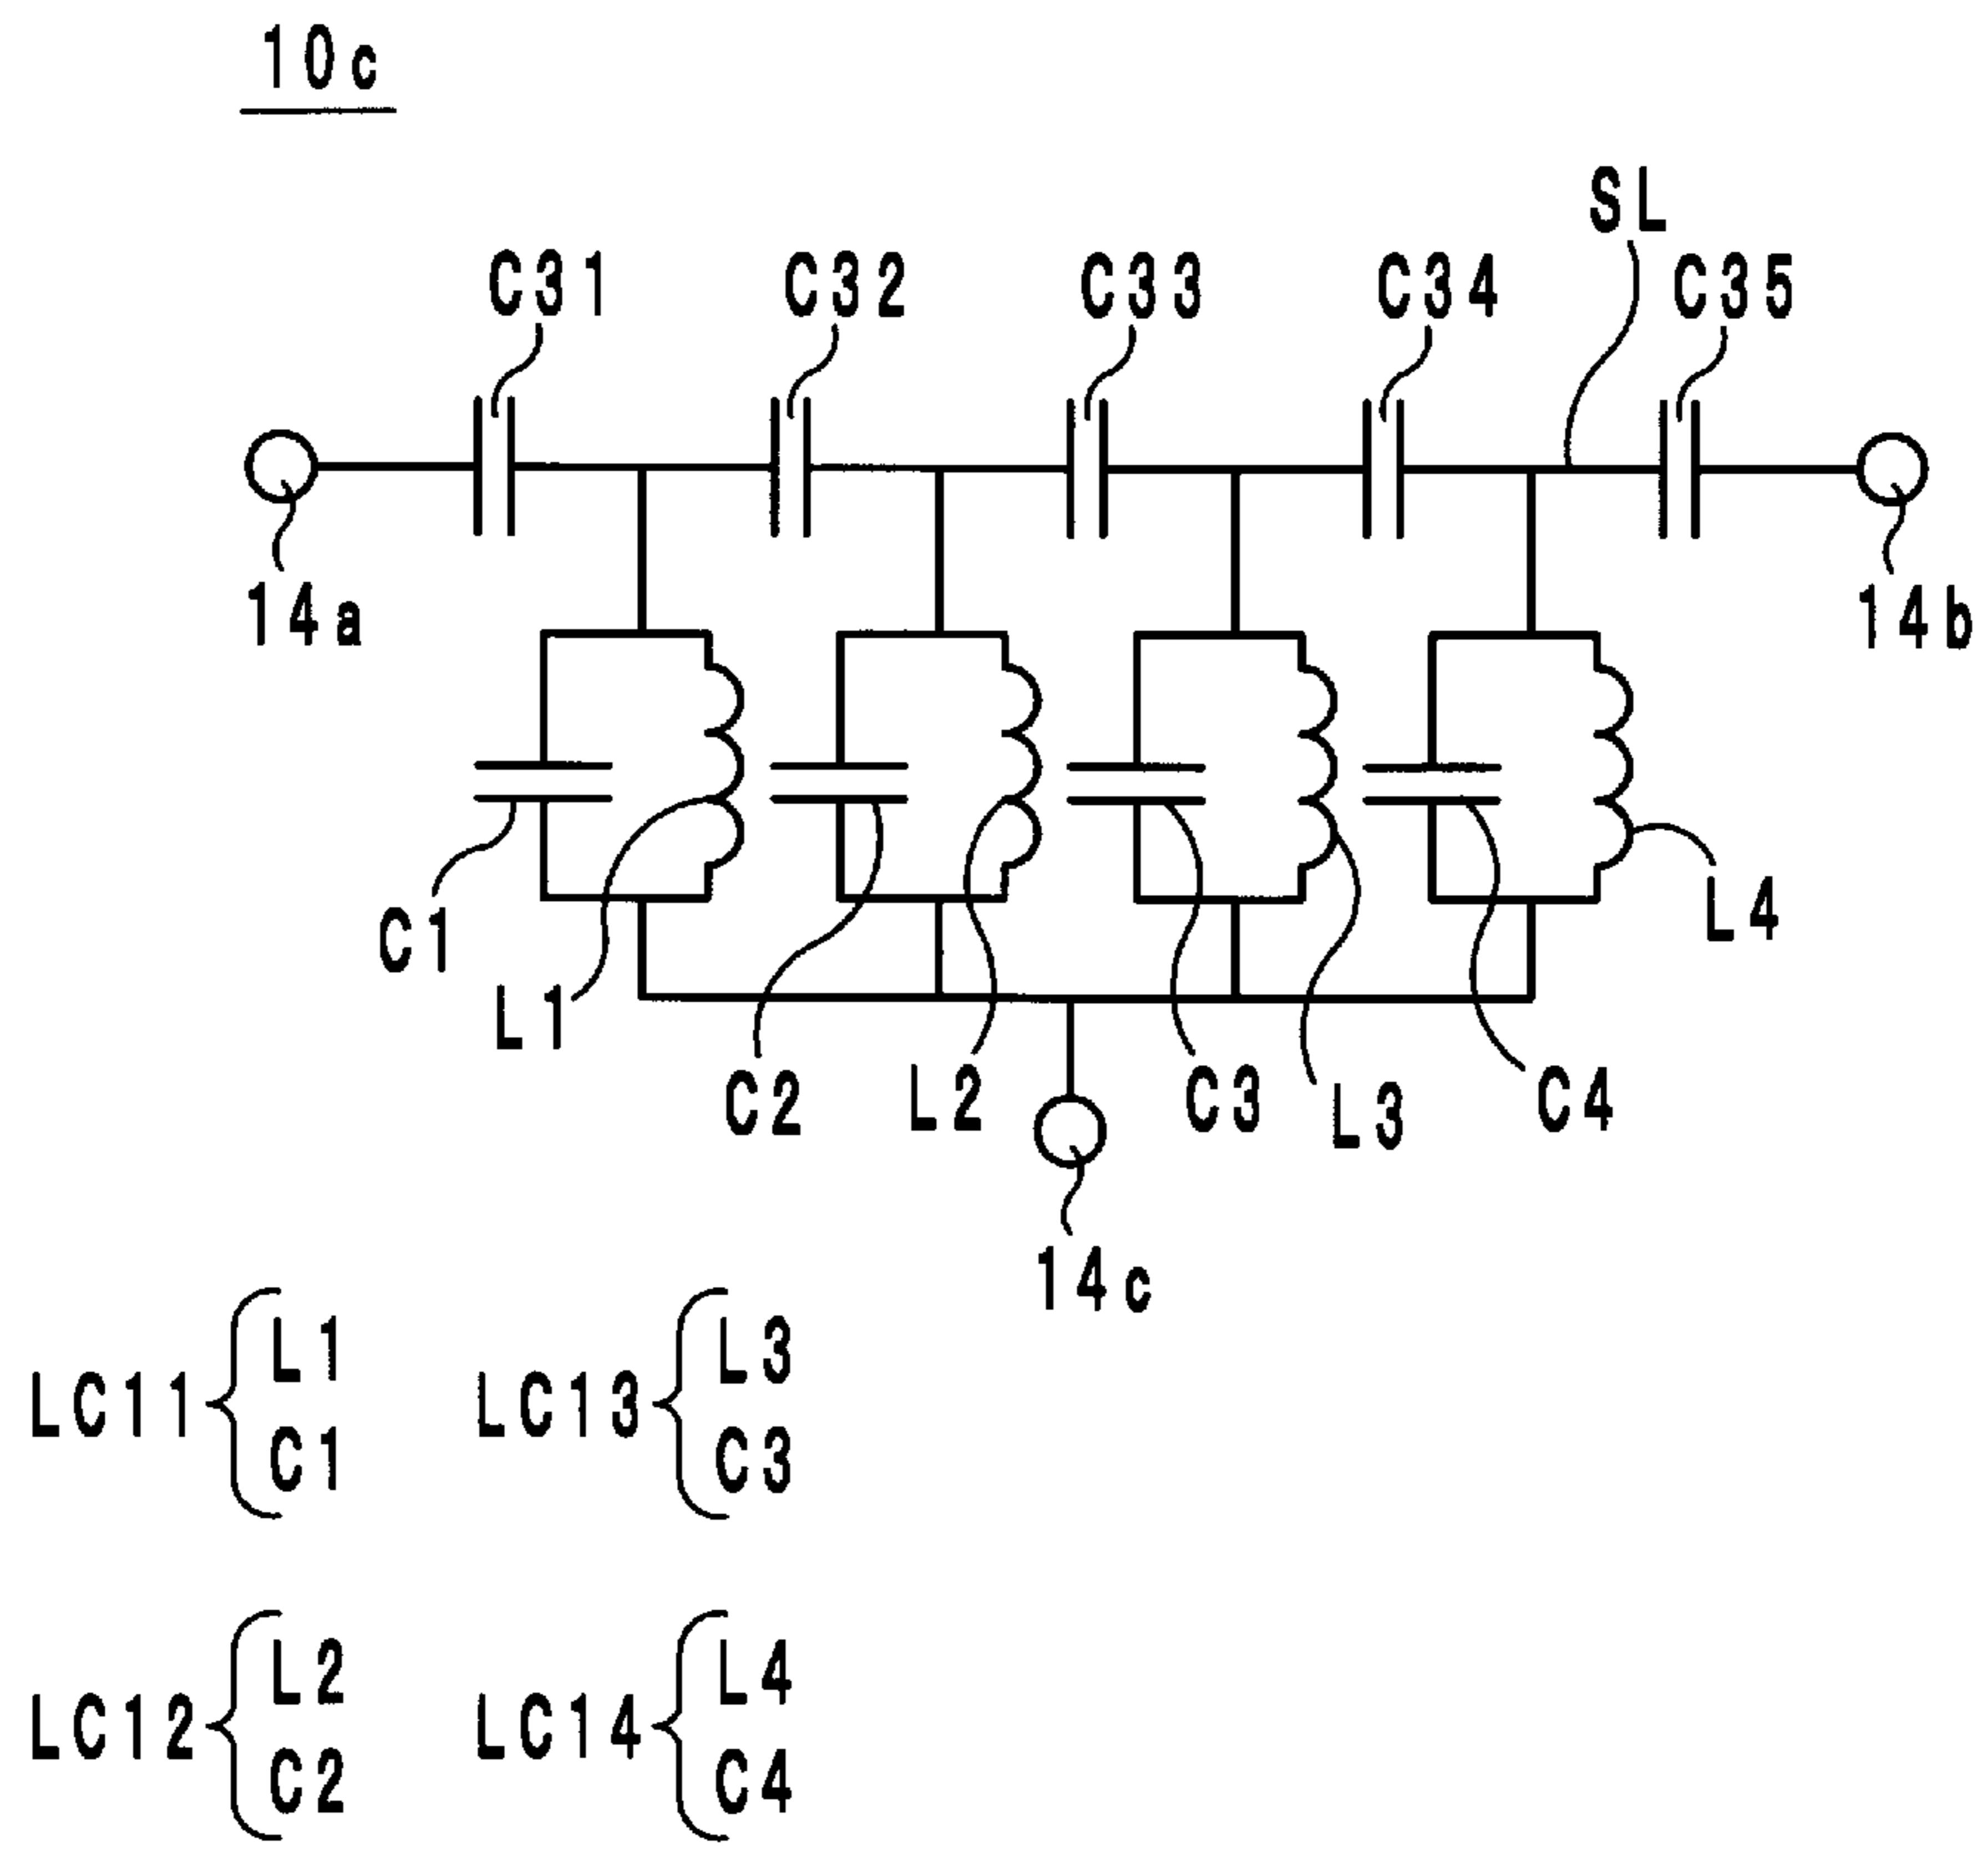 10c
SL
C31 C32 C33 C34 C35
14a 14b
C1 L4
L1
C2 L2 C3 L3 C4
14c
L1 L3
LC11 LC13
C1 C3
L2 L4
LC12 LC14
C2 C4